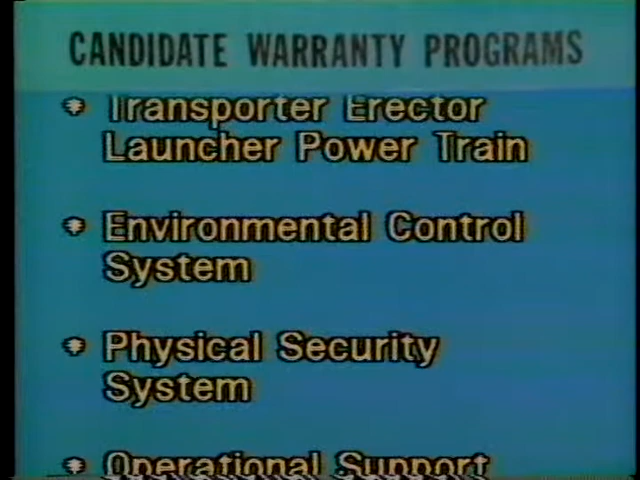 CANDIDATE WARRANTY PROGRAMS
* Transporter Erector
Launcher Power Train
* Environmental Control
System
* Physical Security
System
* Operational Support